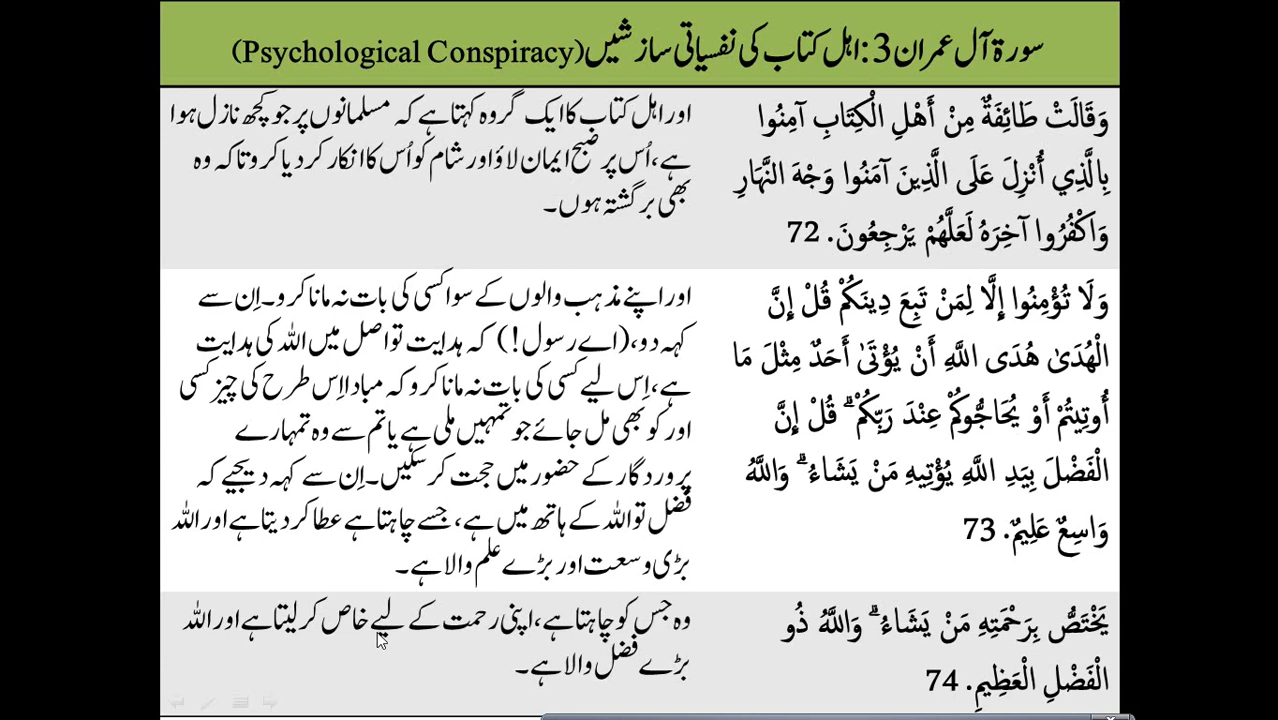 سورۃ آل عمران 3: اہل کتاب کی نفسیاتی سازشیں (Psychological Conspiracy)
وَقَالَتْ طَائِفَةٌ مِنْ أَهْلِ الْكِتَابِ آمِنُوا
بِالَّذِي أُنْزِلَ عَلَى الَّذِينَ آمَنُوا وَجْهَ النَّهَارِ
وَاكْفُرُوا آخِرَهُ لَعَلَّهُمْ يَرْجِعُونَ. 72
اور اہل کتاب کا ایک گروہ کہتا ہے کہ مسلمانوں پر جو کچھ نازل ہوا
ہے، اُس پر صبح ایمان لاؤ اور شام کو اُس کا انکار کر دیا کرو تاکہ وہ
بھی برگشتہ ہوں۔
وَلَا تُؤْمِنُوا إِلَّا لِمَنْ تَبِعَ دِينَكُمْ قُلْ إِنَّ
الْهُدَىٰ هُدَى اللَّهِ أَنْ يُؤْتَىٰ أَحَدٌ مِثْلَ مَا
أُوتِيتُمْ أَوْ يُحَاجُّوكُمْ عِنْدَ رَبِّكُمْ ۗ قُلْ إِنَّ
الْفَضْلَ بِيَدِ اللَّهِ يُؤْتِيهِ مَنْ يَشَاءُ ۗ وَاللَّهُ
وَاسِعٌ عَلِيمٌ. 73
اور اپنے مذہب والوں کے سوا کسی کی بات نہ مانا کرو۔ اِن سے
کہہ دو، (اے رسول!) کہ ہدایت تو اصل میں اللہ کی ہدایت
ہے، اِس لیے کسی کی بات نہ مانا کرو کہ مبادا اِس طرح کی چیز کسی
اور کو بھی مل جائے جو تمہیں ملی ہے یا تم سے وہ تمہارے
پروردگار کے حضور میں حجت کر سکیں۔ اِن سے کہہ دیجیے کہ
فضل تو اللہ کے ہاتھ میں ہے، جسے چاہتا ہے عطا کر دیتا ہے اور اللہ
بڑی وسعت اور بڑے علم والا ہے۔
يَخْتَصُّ بِرَحْمَتِهِ مَنْ يَشَاءُ ۗ وَاللَّهُ ذُو
الْفَضْلِ الْعَظِيمِ. 74
وہ جس کو چاہتا ہے، اپنی رحمت کے لیے خاص کر لیتا ہے اور اللہ
بڑے فضل والا ہے۔